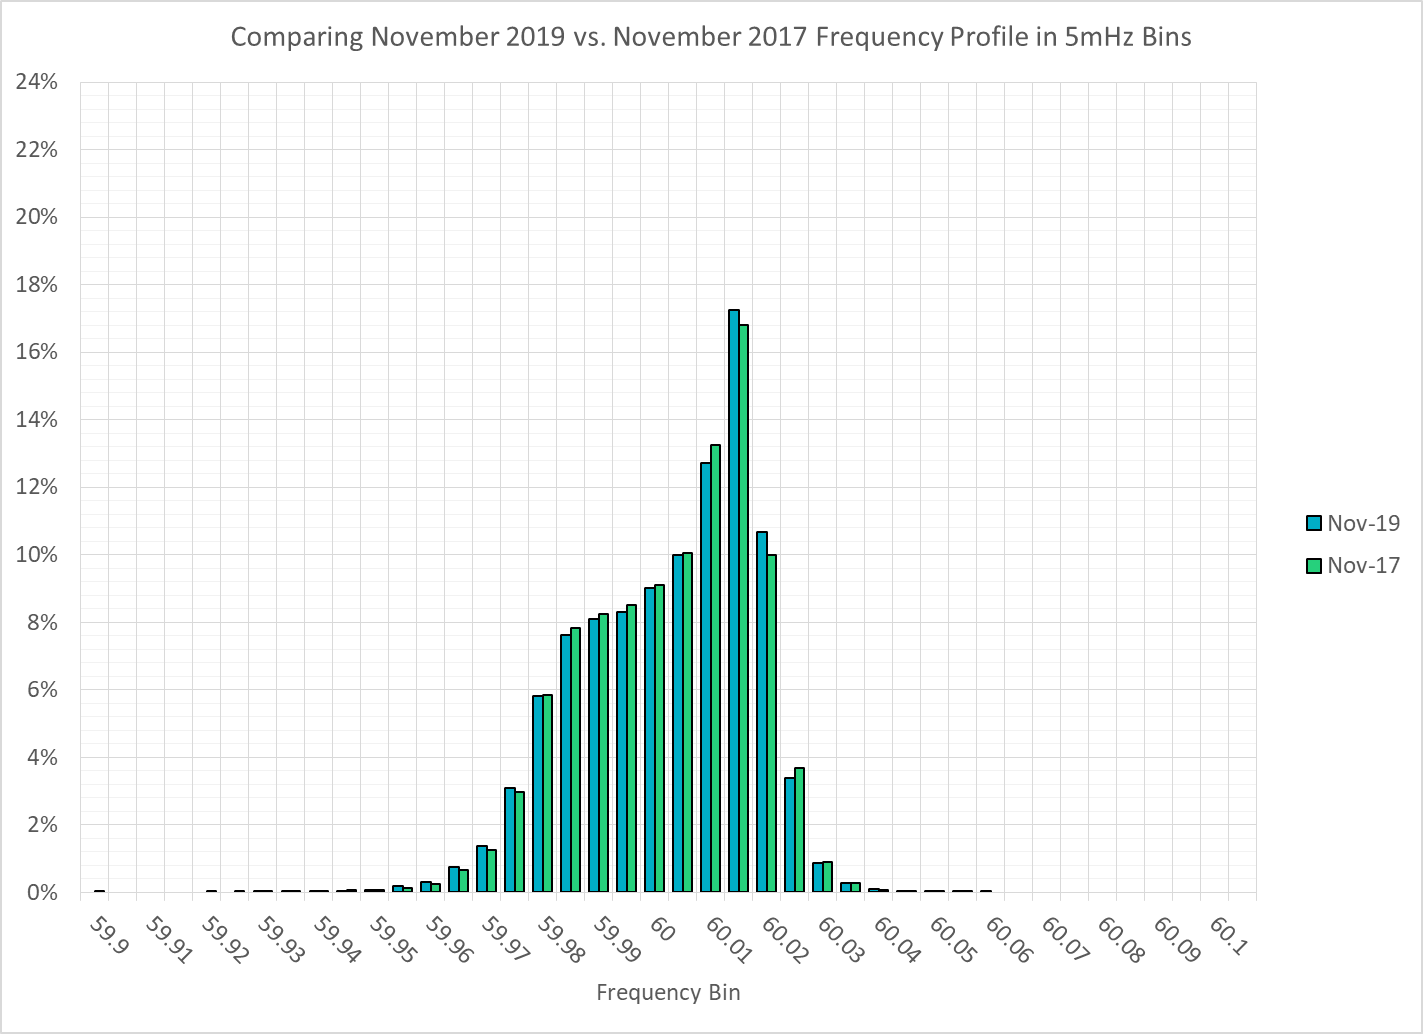 Comparing November 2019 vs. November 2017 Frequency Profile in 5mHz Bins
24%
22%
20%
18%
16%
14%
12%
10%
8%
6%
4%
2%
0%
Nov-19
Nov-17
59.9 59.91 59.92 59.93 59.94 59.95 59.96 59.97 59.98 59.99 60 60.01 60.02 60.03 60.04 60.05 60.06 60.07 60.08 60.09 60.1
Frequency Bin